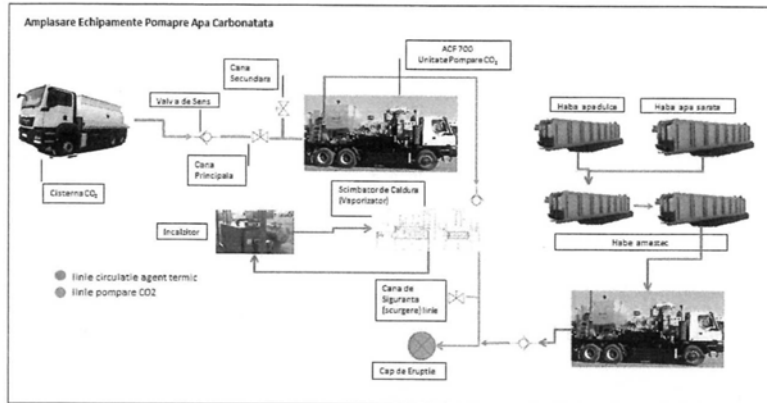 Amplasare Echipamente Pomapre Apa Carbonatata
ACF 700
Unitate Pompare CO₂
Cana
Secundara
Valva de Sens
Haba apa dulce
Haba apa sarata
Cana
Principala
Cisterna CO₂
Scimbator de Caldura
(Vaporizator)
Incalzitor
Haba amestec
linie circulatie agent termic
linie pompare CO2
Cana de
Siguranta
(scurgere) linie
Cap de Eruptie